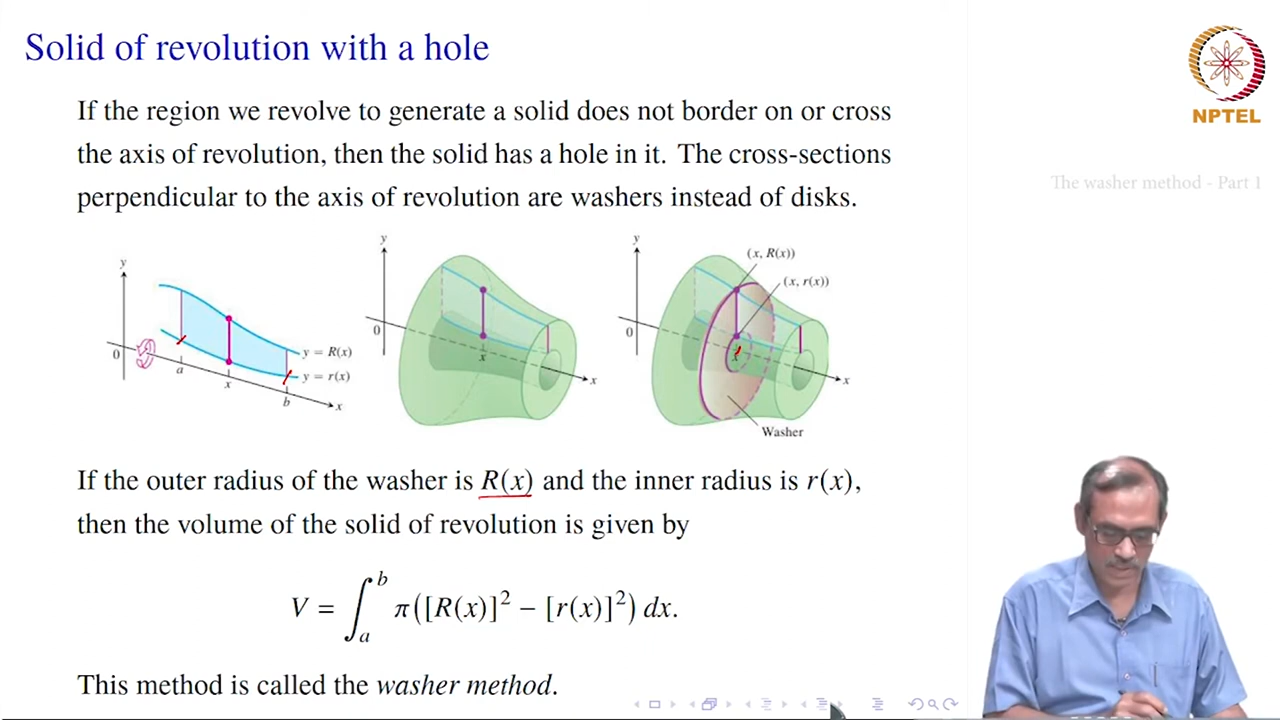 Solid of revolution with a hole
NPTEL
If the region we revolve to generate a solid does not border on or cross
the axis of revolution, then the solid has a hole in it. The cross-sections
perpendicular to the axis of revolution are washers instead of disks.
The washer method - Part 1
y
0
a
x
b
x
y = R(x)
y = r(x)
y
0
x
x
y
0
(x, R(x))
(x, r(x))
x
x
Washer
If the outer radius of the washer is R(x) and the inner radius is r(x),
then the volume of the solid of revolution is given by
V = ∫_a^b π([R(x)]² − [r(x)]²) dx.
This method is called the washer method.